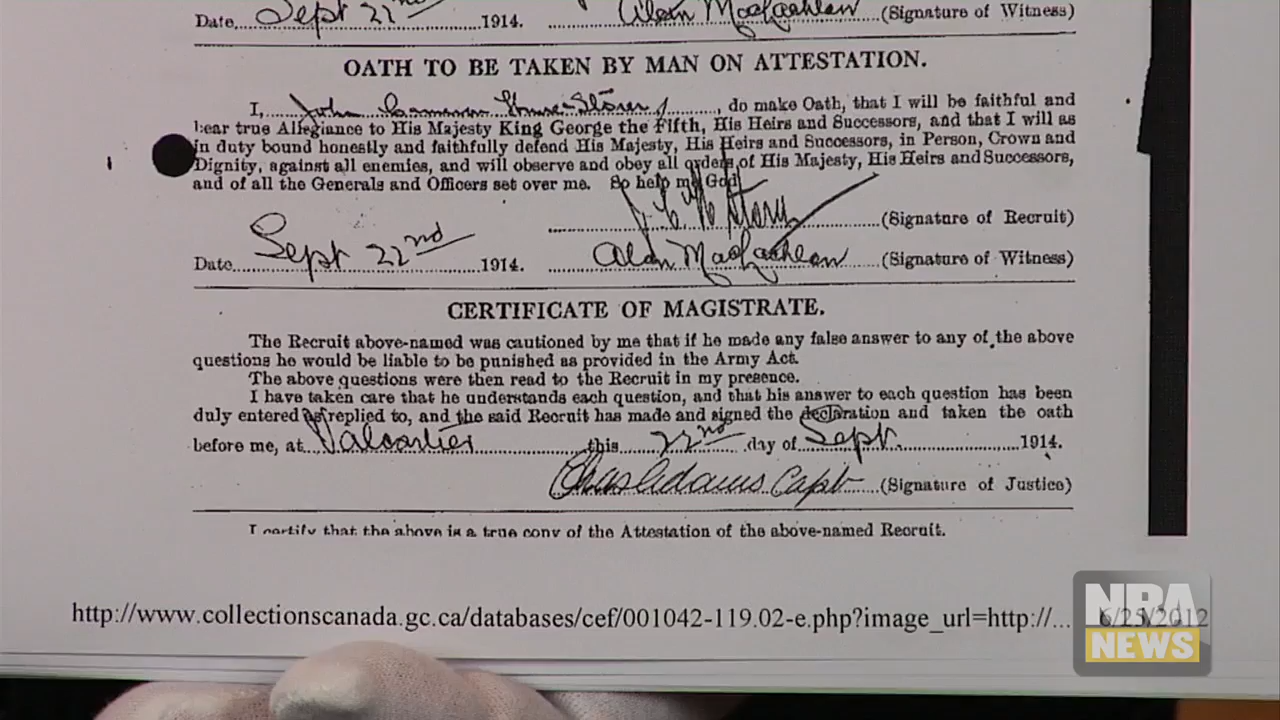 Date Sept 22nd 1914. Alan MacLachlan (Signature of Witness)
OATH TO BE TAKEN BY MAN ON ATTESTATION.
I, John , do make Oath, that I will be faithful and
bear true Allegiance to His Majesty King George the Fifth, His Heirs and Successors, and that I will as
in duty bound honestly and faithfully defend His Majesty, His Heirs and Successors, in Person, Crown and
Dignity, against all enemies, and will observe and obey all orders of His Majesty, His Heirs and Successors,
and of all the Generals and Officers set over me. So help me God.
(Signature of Recruit)
Date Sept 22nd 1914. Alan MacLachlan (Signature of Witness)
CERTIFICATE OF MAGISTRATE.
The Recruit above-named was cautioned by me that if he made any false answer to any of the above
questions he would be liable to be punished as provided in the Army Act.
The above questions were then read to the Recruit in my presence.
I have taken care that he understands each question, and that his answer to each question has been
duly entered as replied to, and the said Recruit has made and signed the declaration and taken the oath
before me, at Valcartier this 22nd day of Sept. 1914.
Chas Adams Capt (Signature of Justice)
I certify that the above is a true copy of the Attestation of the above-named Recruit.
http://www.collectionscanada.gc.ca/databases/cef/001042-119.02-e.php?image_url=http://... 6/25/2012
NRA
NEWS